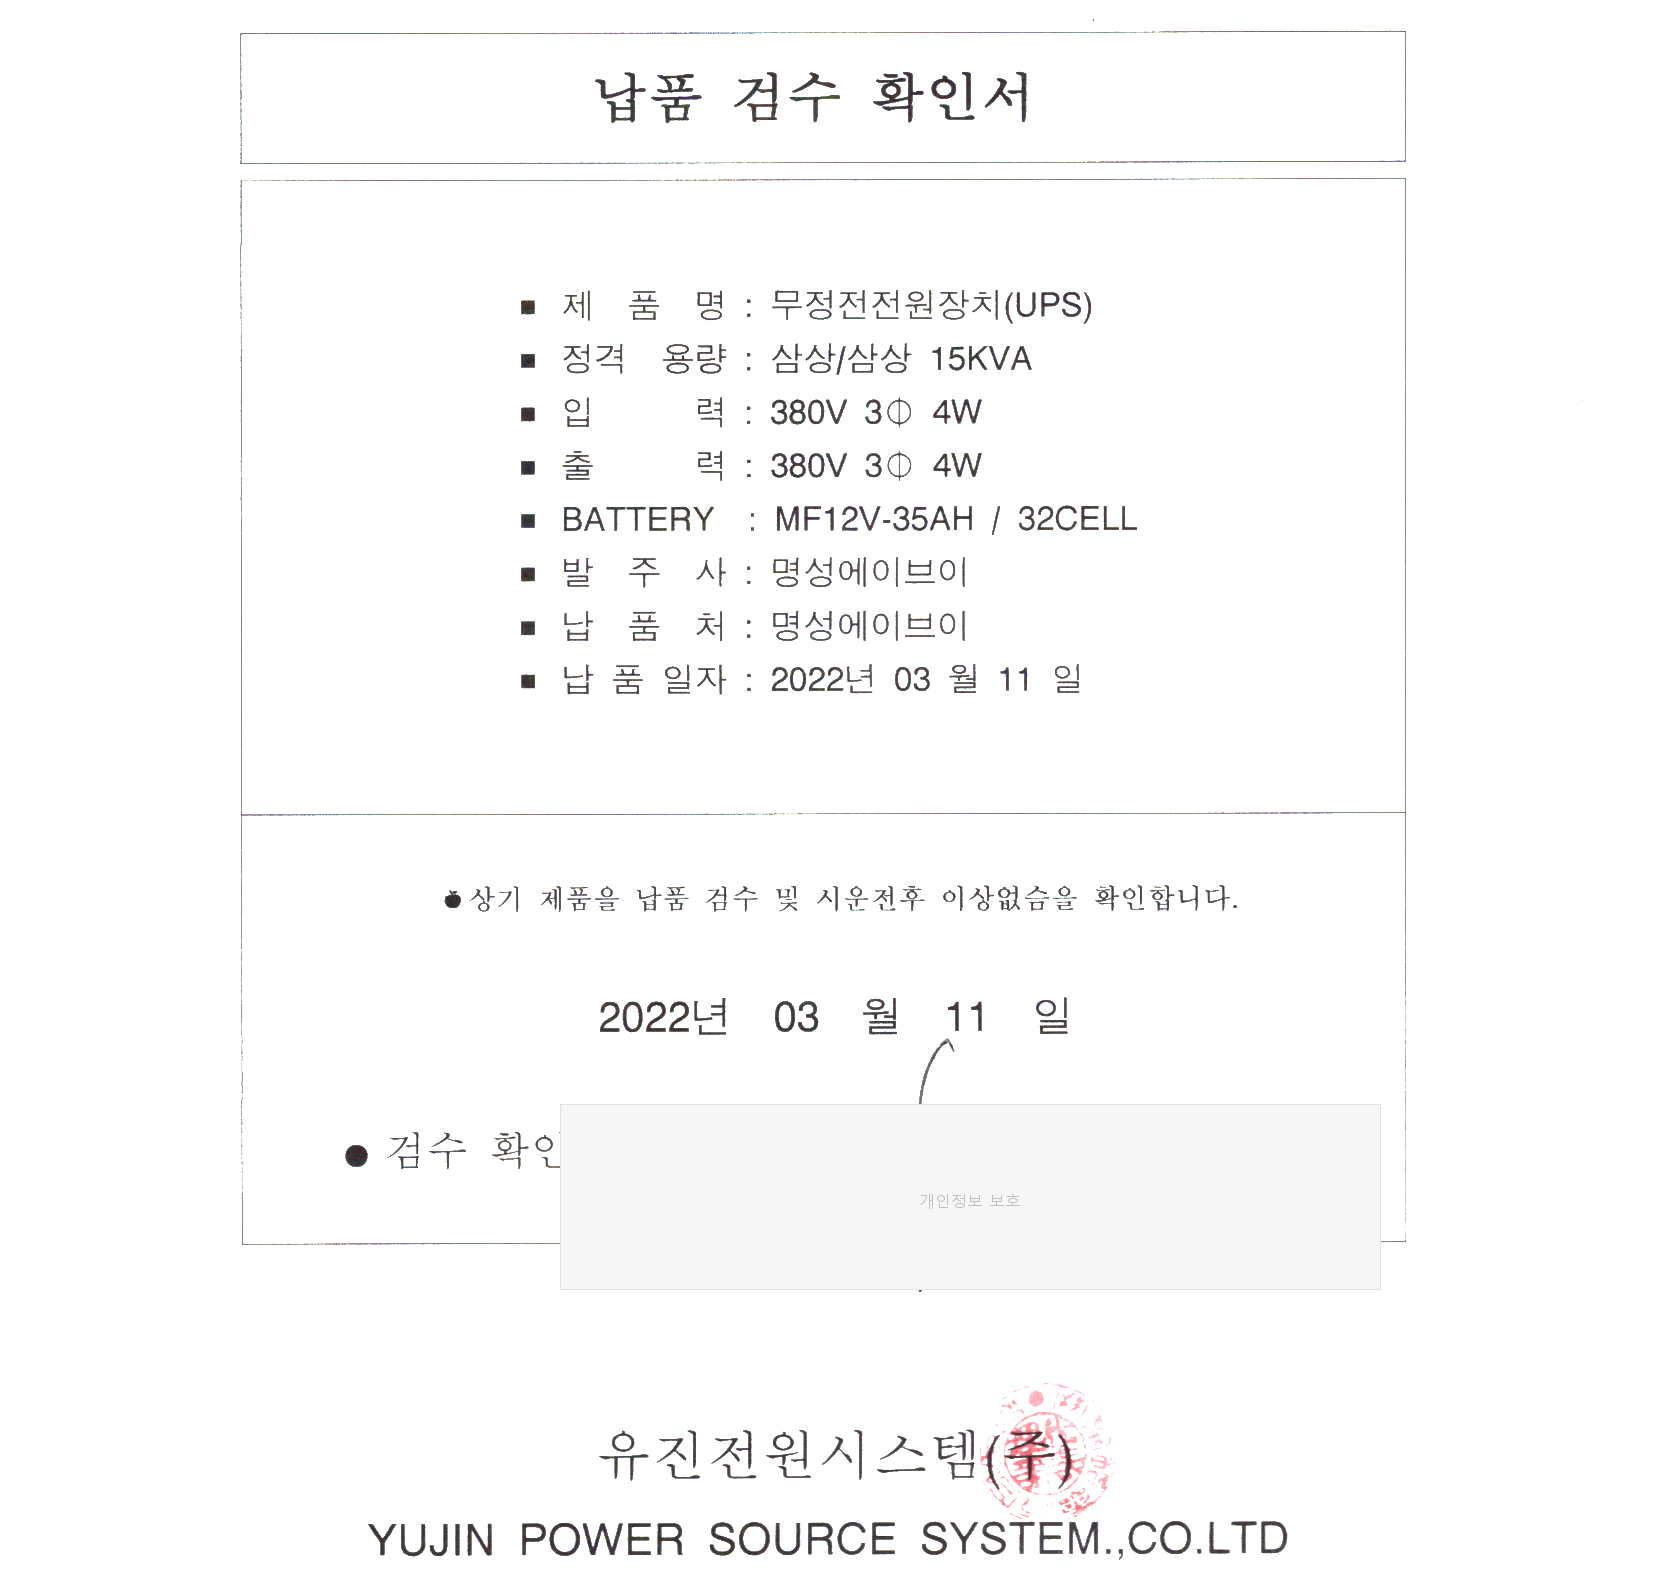 납품 검수 확인서
■ 제 품 명 : 무정전전원장치(UPS)
■ 정격 용량 : 삼상/삼상 15KVA
■ 입 력 : 380V 3⏀ 4W
■ 출 력 : 380V 3⏀ 4W
■ BATTERY : MF12V-35AH / 32CELL
■ 발 주 사 : 명성에이브이
■ 납 품 처 : 명성에이브이
■ 납 품 일자 : 2022년 03 월 11 일
상기 제품을 납품 검수 및 시운전후 이상없슴을 확인합니다.
2022년 03 월 11 일
● 검수 확인
개인정보 보호
유진전원시스템(주)
YUJIN POWER SOURCE SYSTEM.,CO.LTD